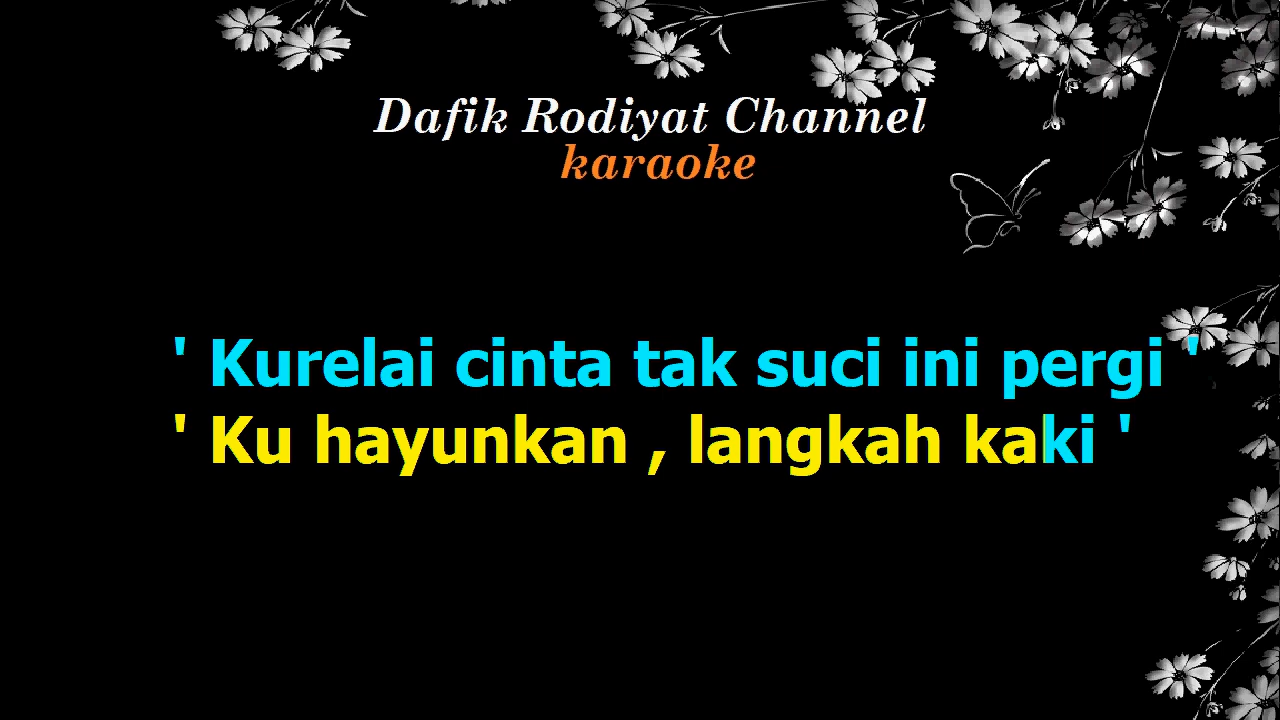 Dafik Rodiyat Channel
karaoke
' Kurelai cinta tak suci ini pergi '
' Ku hayunkan , langkah kaki '